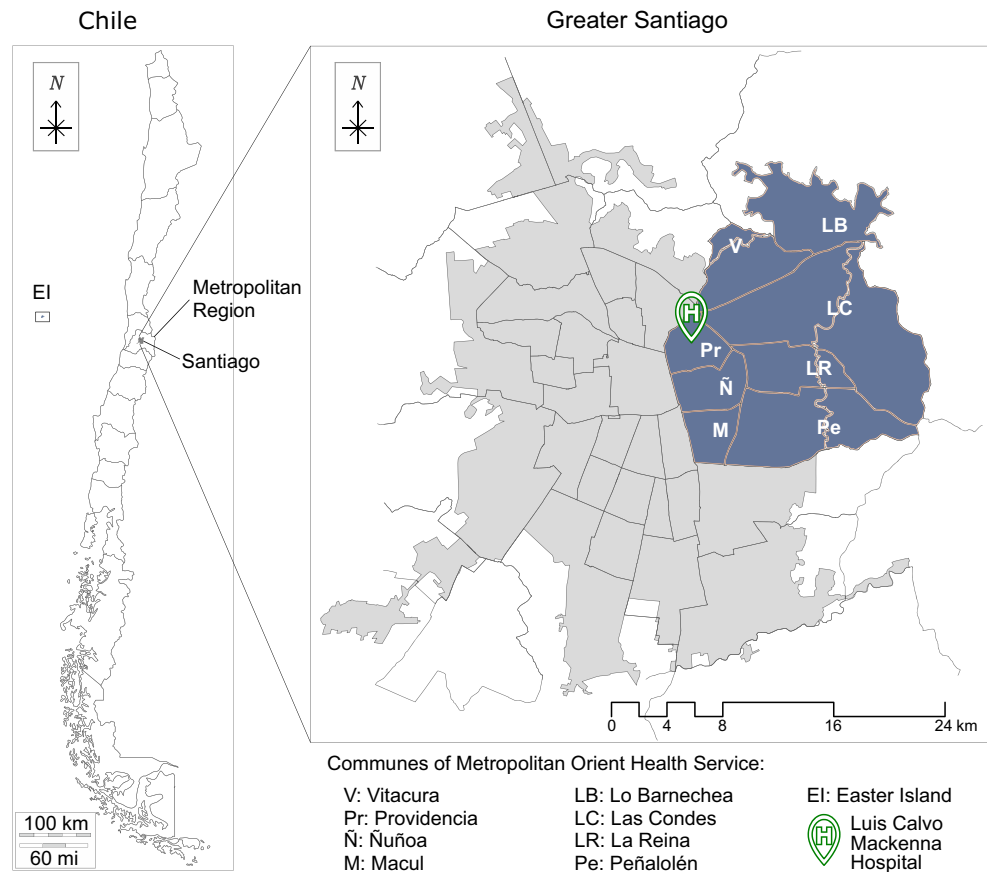 Chile
Greater Santiago
N
N
EI
Metropolitan
Region
Santiago
LB
V
LC
H
Pr
LR
Ñ
M
Pe
0 4 8 16 24 km
100 km
60 mi
Communes of Metropolitan Orient Health Service:
V: Vitacura
Pr: Providencia
Ñ: Ñuñoa
M: Macul
LB: Lo Barnechea
LC: Las Condes
LR: La Reina
Pe: Peñalolén
EI: Easter Island
H
Luis Calvo
Mackenna
Hospital